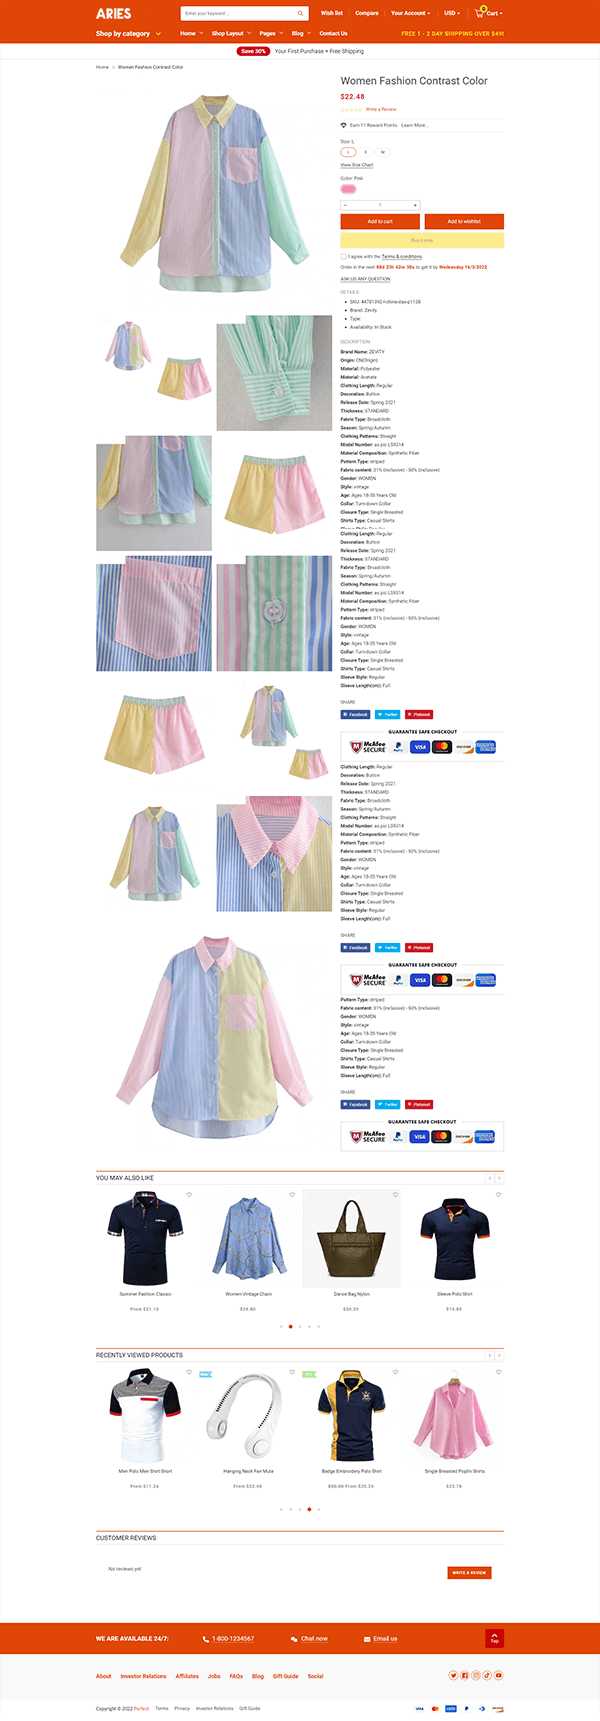 ARIES
Enter your keyword...
Wish list
Compare
Your Account
USD
0
Cart
Shop by category
Home
Shop Layout
Pages
Blog
Contact Us
FREE 1 - 2 DAY SHIPPING OVER $49!
Save 30%
Your First Purchase + Free Shipping
Home
Women Fashion Contrast Color
Women Fashion Contrast Color
$22.48
Write a Review
Earn 11 Reward Points. Learn More...
Size: L
L
S
M
View Size Chart
Color: Pink
1
Add to cart
Add to wishlist
Buy it now
I agree with the Terms & conditions
Order in the next 88d 23h 42m 38s to get it by Wednesday 16/3/2022
ASK US ANY QUESTION
DETAILS
Brand: Zevity
Type:
Availability: In Stock
DESCRIPTION
Brand Name: ZEVITY
Origin: CN(Origin)
Material: Polyester
Material: Acetate
Clothing Length: Regular
Decoration: Button
Release Date: Spring 2021
Thickness: STANDARD
Fabric Type: Broadcloth
Season: Spring/Autumn
Clothing Patterns: Straight
Model Number: as pic LS9314
Material Composition: Synthetic Fiber
Pattern Type: striped
Fabric content: 31% (inclusive) - 50% (inclusive)
Gender: WOMEN
Style: vintage
Age: Ages 18-35 Years Old
Collar: Turn-down Collar
Closure Type: Single Breasted
Shirts Type: Casual Shirts
Clothing Length: Regular
Decoration: Button
Release Date: Spring 2021
Thickness: STANDARD
Fabric Type: Broadcloth
Season: Spring/Autumn
Clothing Patterns: Straight
Model Number: as pic LS9314
Material Composition: Synthetic Fiber
Pattern Type: striped
Fabric content: 31% (inclusive) - 50% (inclusive)
Gender: WOMEN
Style: vintage
Age: Ages 18-35 Years Old
Collar: Turn-down Collar
Closure Type: Single Breasted
Shirts Type: Casual Shirts
Sleeve Style: Regular
Sleeve Length(cm): Full
SHARE
Facebook
Twitter
Pinterest
GUARANTEE SAFE CHECKOUT
McAfee SECURE
PayPal
VISA
DISCOVER
Clothing Length: Regular
Decoration: Button
Release Date: Spring 2021
Thickness: STANDARD
Fabric Type: Broadcloth
Season: Spring/Autumn
Clothing Patterns: Straight
Model Number: as pic LS9314
Material Composition: Synthetic Fiber
Pattern Type: striped
Fabric content: 31% (inclusive) - 50% (inclusive)
Gender: WOMEN
Style: vintage
Age: Ages 18-35 Years Old
Collar: Turn-down Collar
Closure Type: Single Breasted
Shirts Type: Casual Shirts
Sleeve Style: Regular
Sleeve Length(cm): Full
SHARE
Facebook
Twitter
Pinterest
GUARANTEE SAFE CHECKOUT
McAfee SECURE
PayPal
VISA
DISCOVER
Pattern Type: striped
Fabric content: 31% (inclusive) - 50% (inclusive)
Gender: WOMEN
Style: vintage
Age: Ages 18-35 Years Old
Collar: Turn-down Collar
Closure Type: Single Breasted
Shirts Type: Casual Shirts
Sleeve Style: Regular
Sleeve Length(cm): Full
SHARE
Facebook
Twitter
Pinterest
GUARANTEE SAFE CHECKOUT
McAfee SECURE
PayPal
VISA
DISCOVER
YOU MAY ALSO LIKE
Summer Fashion Classic
Women Vintage Chain
Dance Bag Nylon
Sleeve Polo Shirt
From $21.18
$24.80
$30.36
RECENTLY VIEWED PRODUCTS
Men Polo Men Shirt Short
Hanging Neck Fan Mute
Badge Embroidery Polo Shirt
Single Breasted Poplin Shirts
From $11.24
From $33.48
From $30.35
$35.78
CUSTOMER REVIEWS
No reviews yet
WRITE A REVIEW
WE ARE AVAILABLE 24/7:
1-800-1234567
Chat now
Email us
Top
About
Investor Relations
Affiliates
Jobs
FAQs
Blog
Gift Guide
Social
Copyright © 2022 Perfect
Terms
Privacy
Investor Relations
Gift Guide
VISA